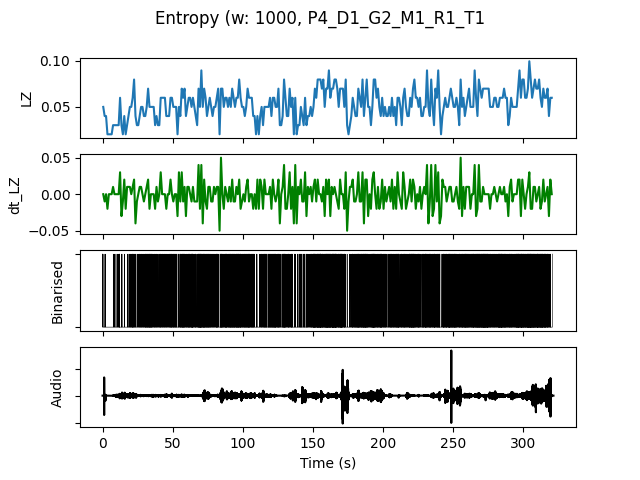 Entropy (w: 1000, P4_D1_G2_M1_R1_T1
0.10
0.05
LZ
0.05
0.00
−0.05
dt_LZ
Binarised
Audio
0 50 100 150 200 250 300
Time (s)